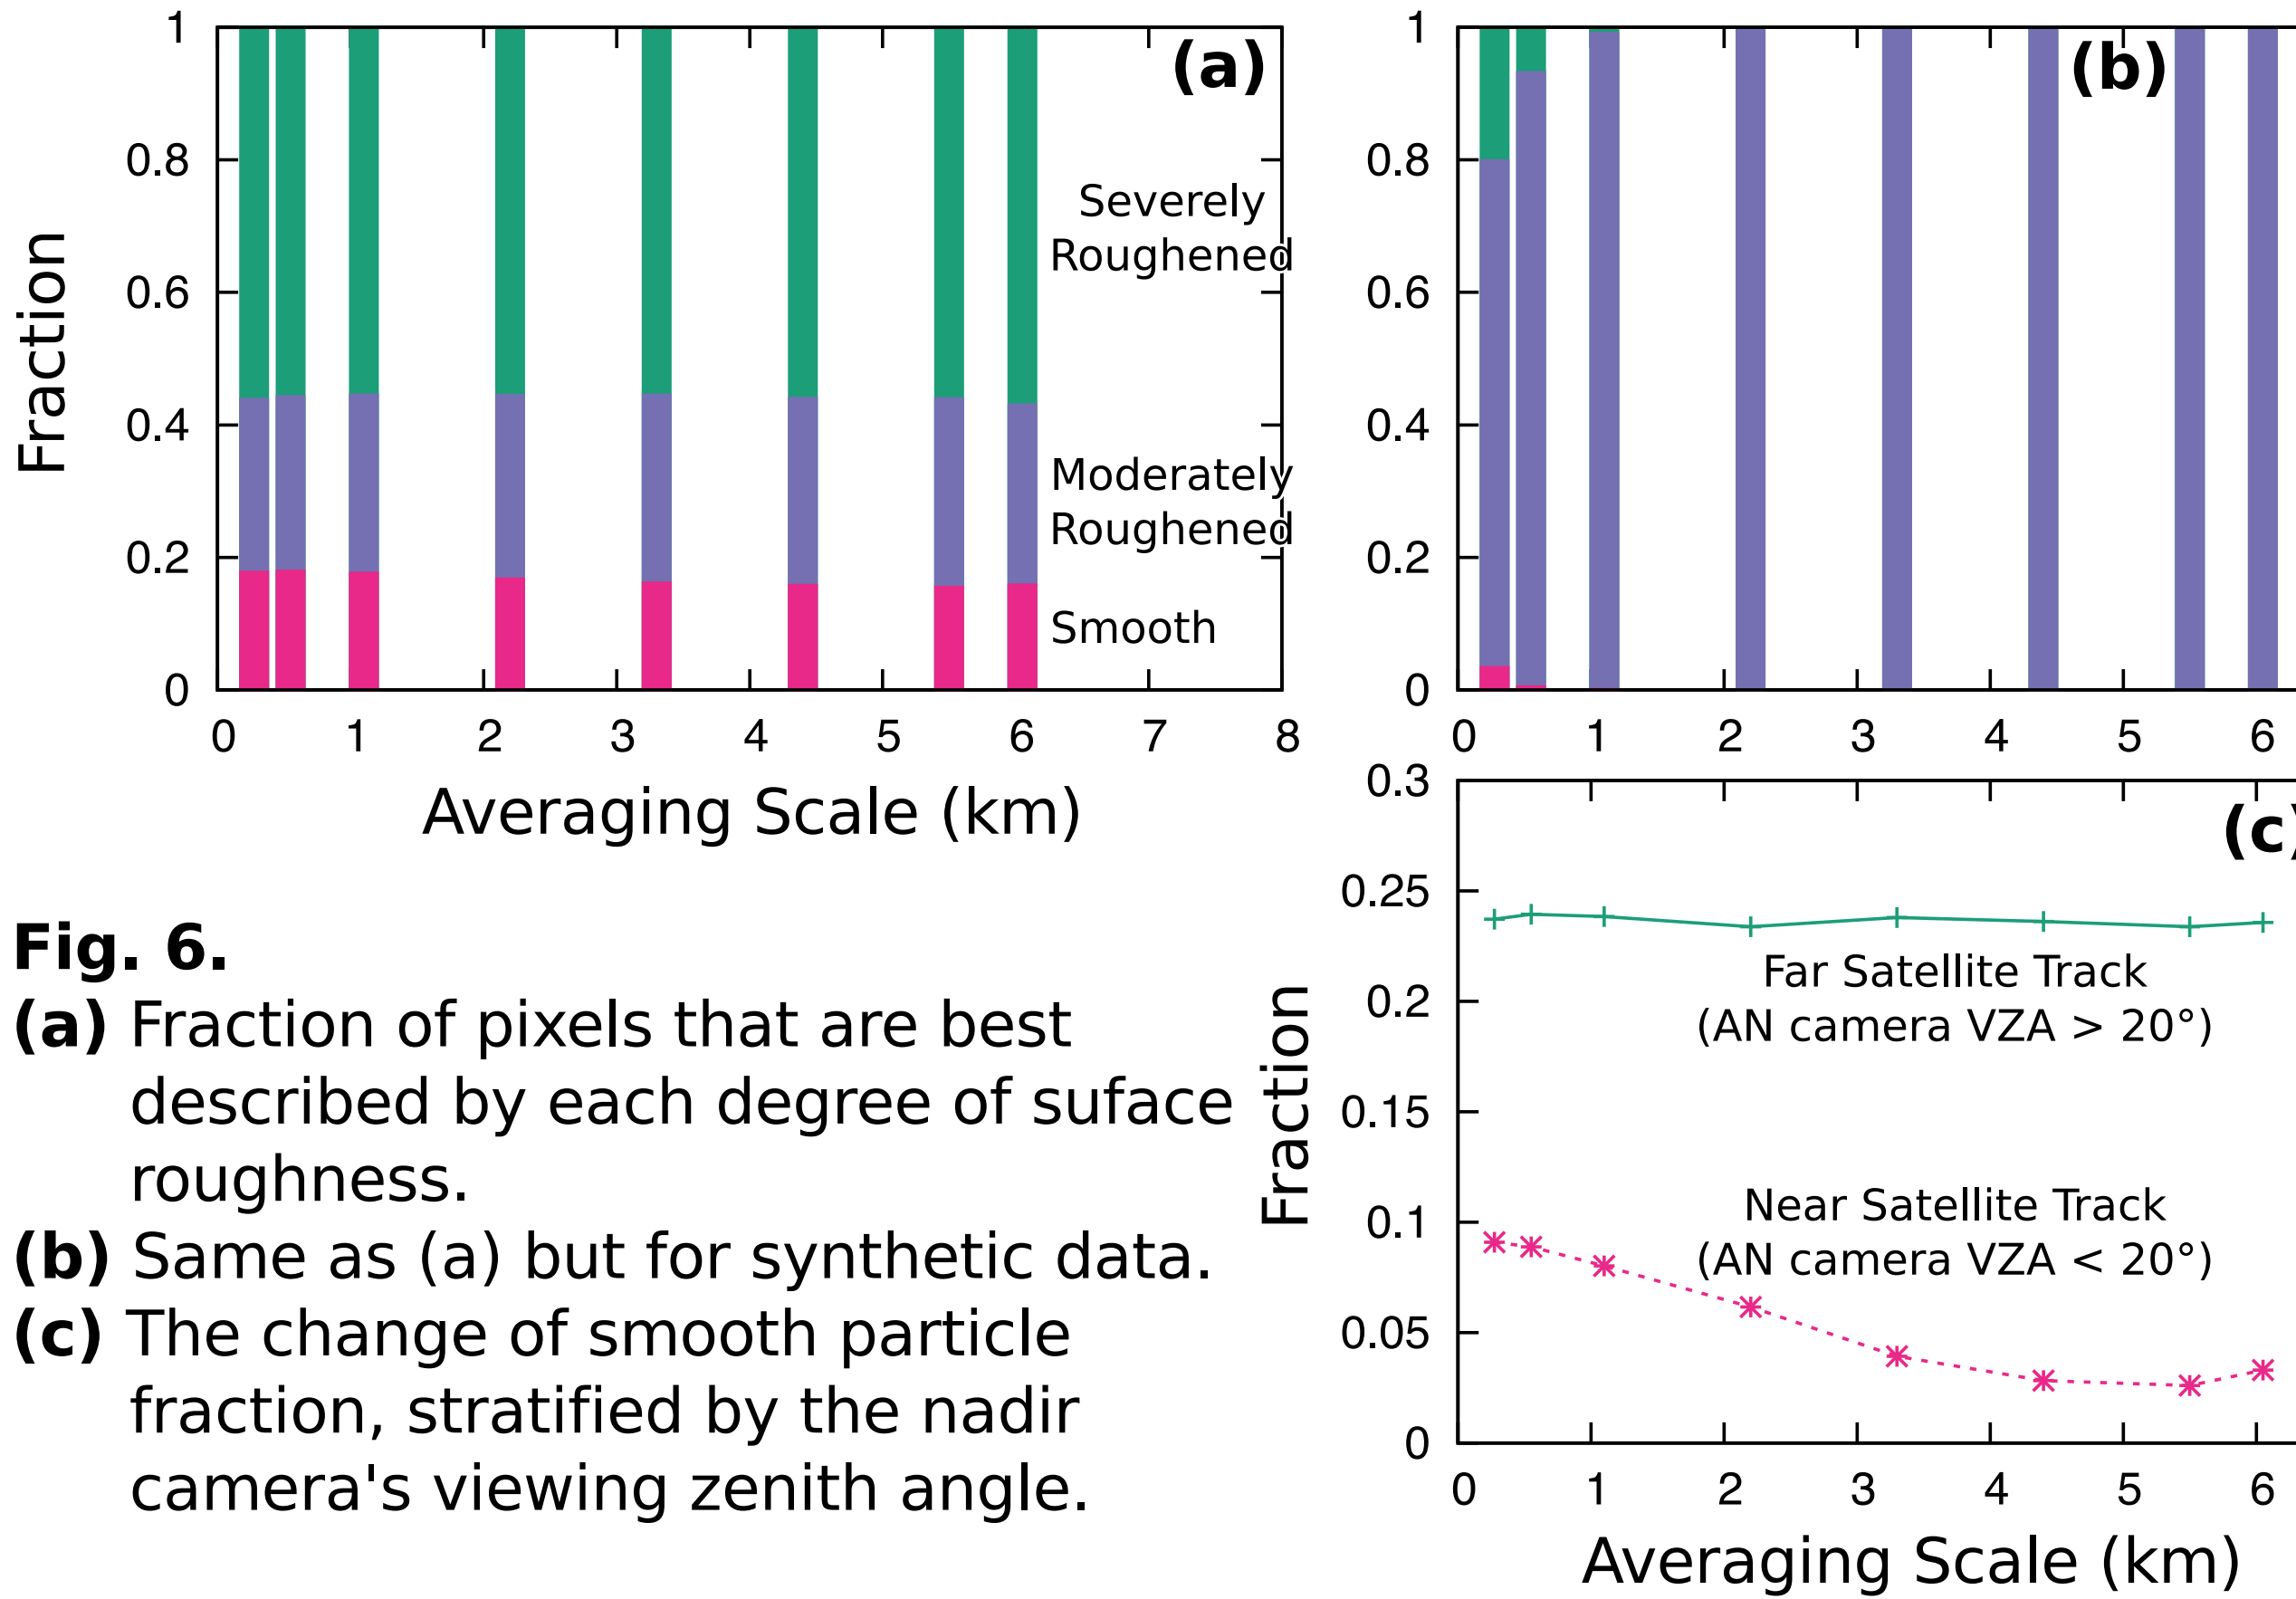 1
0.8
0.6
0.4
0.2
0
Fraction
(a)
Severely
Roughened
Moderately
Roughened
Smooth
0 1 2 3 4 5 6 7 8
Averaging Scale (km)
1
0.8
0.6
0.4
0.2
0
(b)
0 1 2 3 4 5 6
Fig. 6.
(a) Fraction of pixels that are best
described by each degree of suface
roughness.
(b) Same as (a) but for synthetic data.
(c) The change of smooth particle
fraction, stratified by the nadir
camera's viewing zenith angle.
0.3
0.25
0.2
0.15
0.1
0.05
0
Fraction
(c)
Far Satellite Track
(AN camera VZA > 20°)
Near Satellite Track
(AN camera VZA < 20°)
0 1 2 3 4 5 6
Averaging Scale (km)